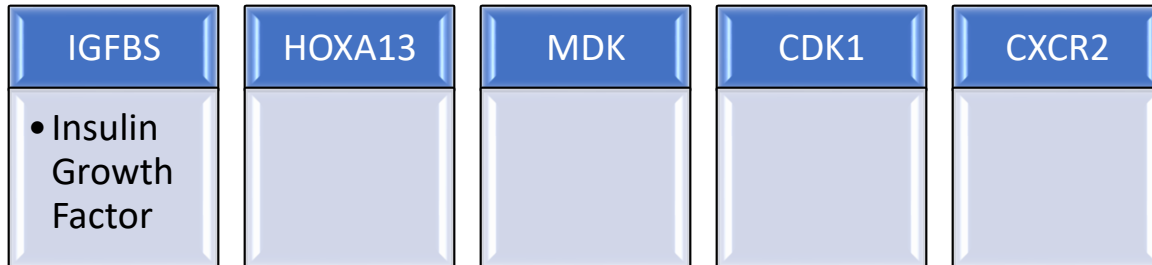 IGFBS
• Insulin
Growth
Factor
HOXA13
MDK
CDK1
CXCR2